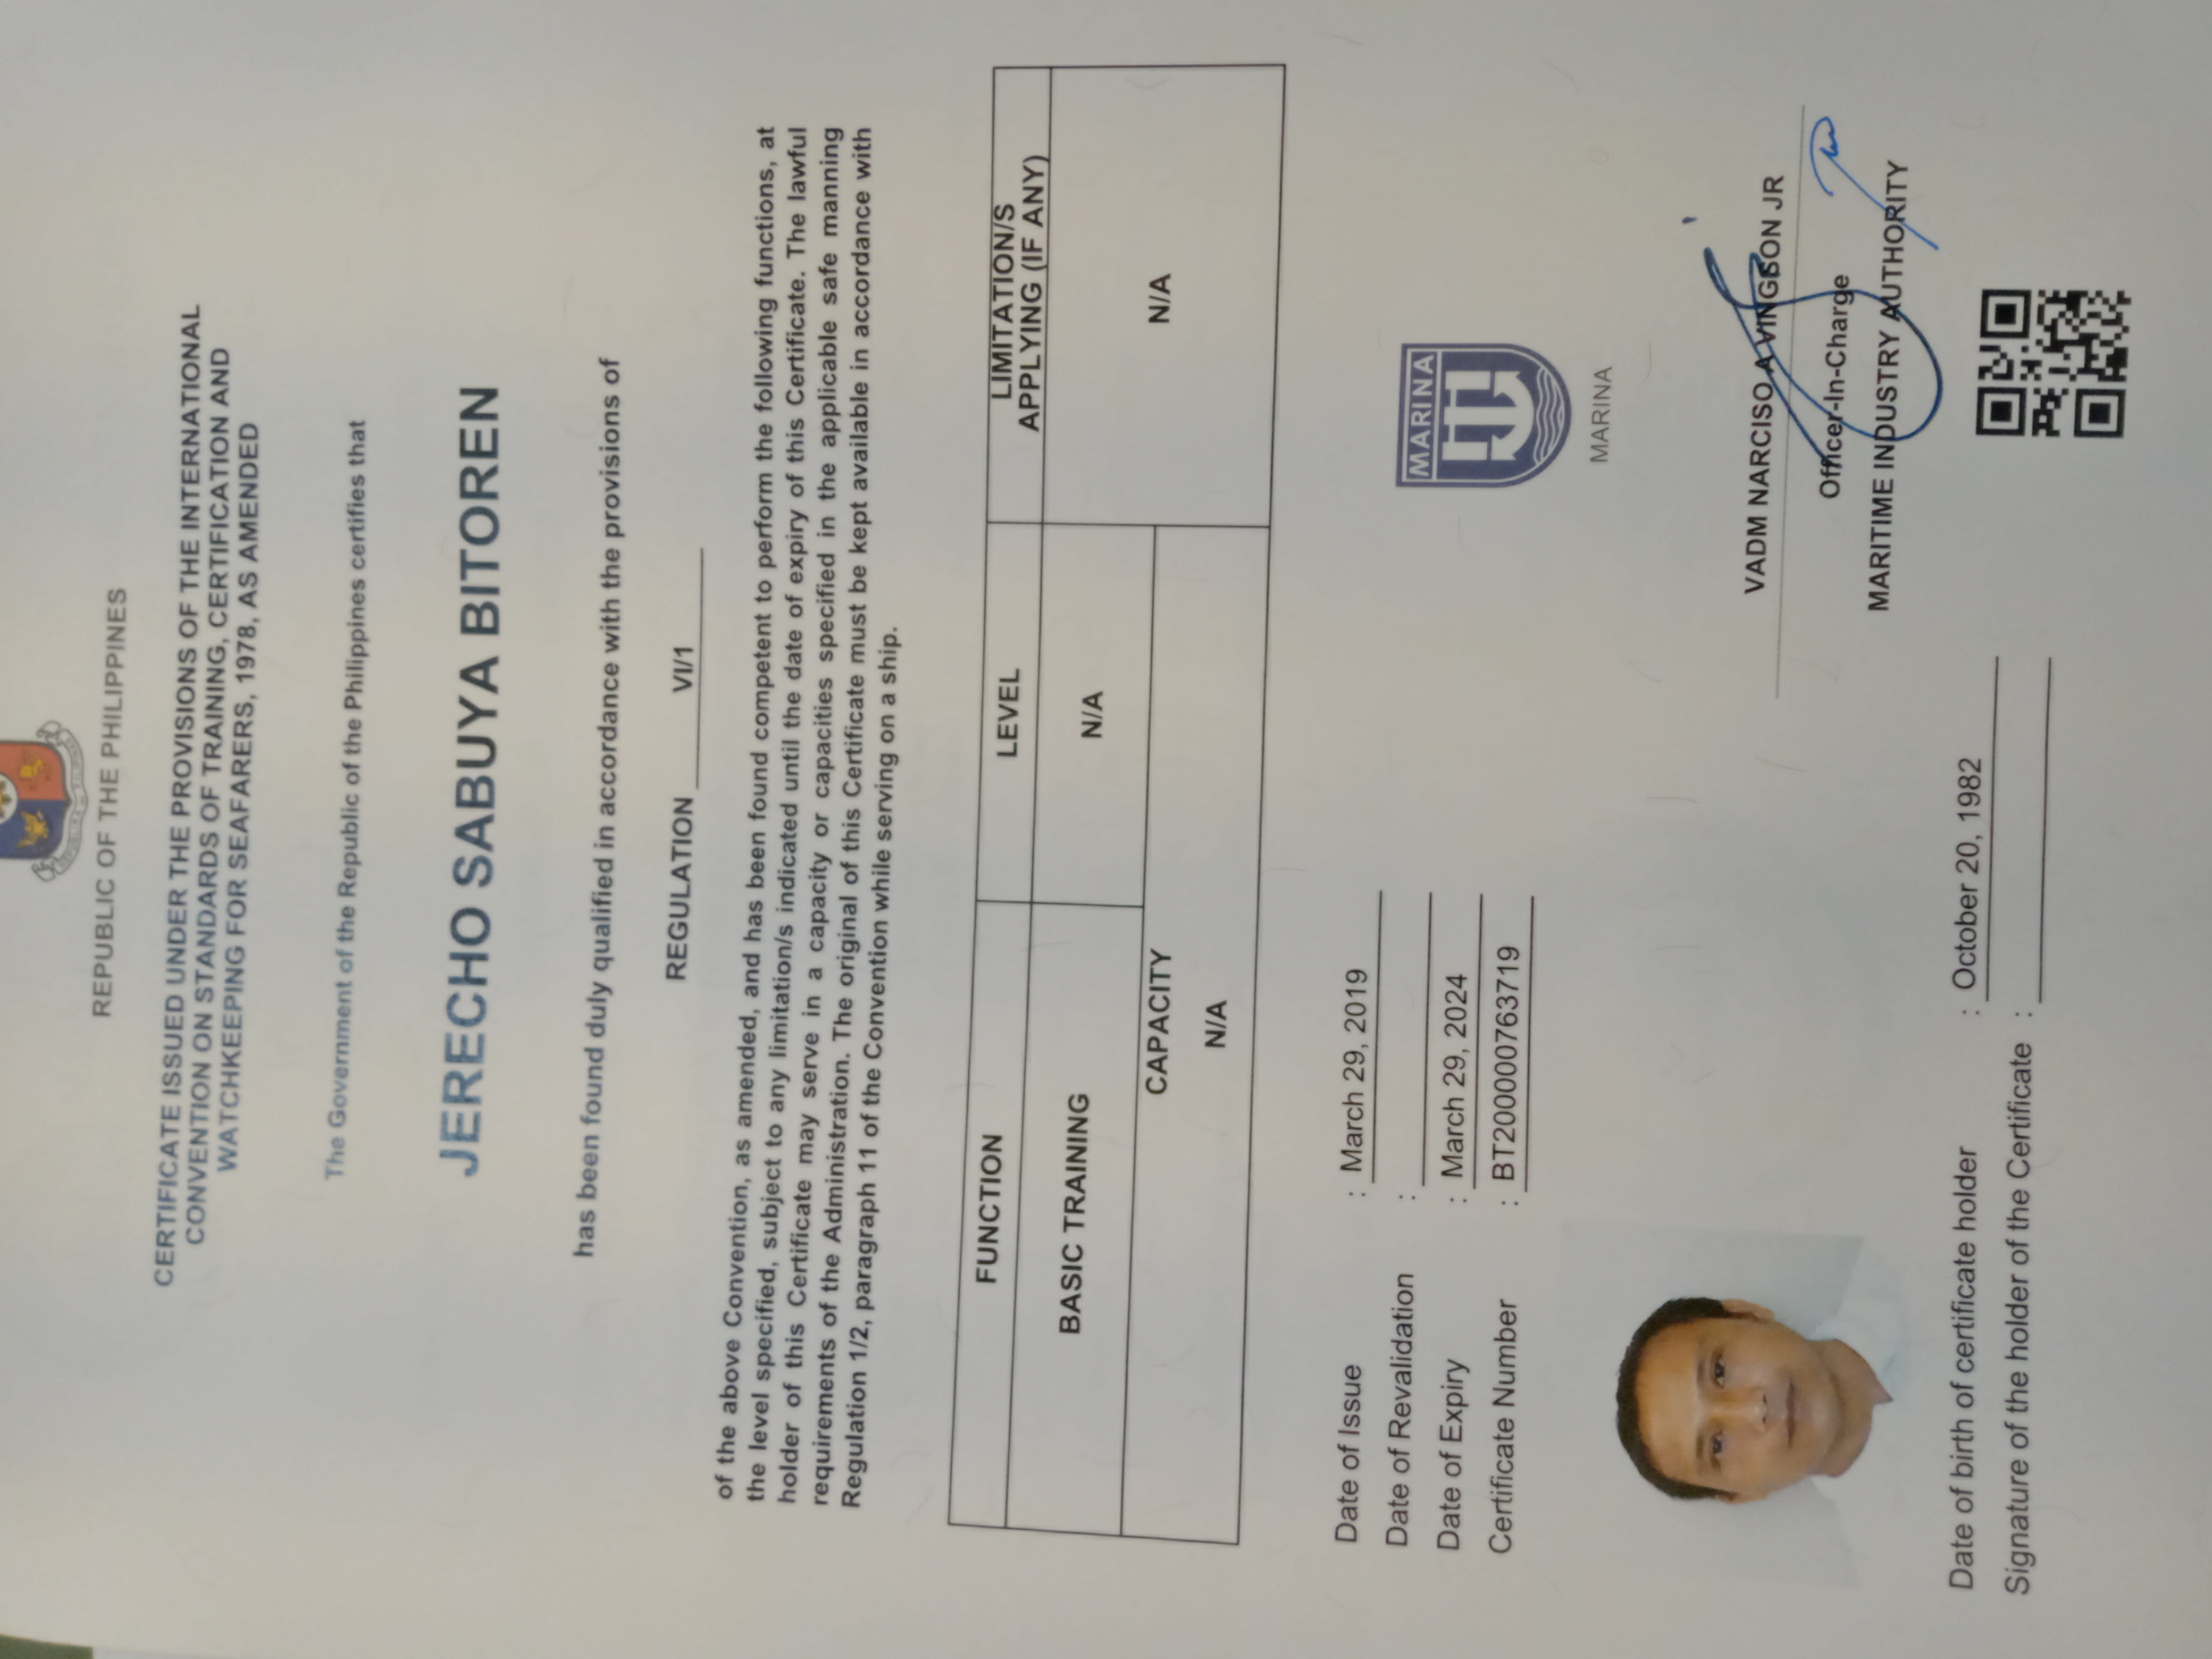 REPUBLIC OF THE PHILIPPINES
CERTIFICATE ISSUED UNDER THE PROVISIONS OF THE INTERNATIONAL
CONVENTION ON STANDARDS OF TRAINING, CERTIFICATION AND
WATCHKEEPING FOR SEAFARERS, 1978, AS AMENDED
The Government of the Republic of the Philippines certifies that
JERECHO SABUYA BITOREN
has been found duly qualified in accordance with the provisions of
REGULATION VI/1
of the above Convention, as amended, and has been found competent to perform the following functions, at
the level specified, subject to any limitation/s indicated until the date of expiry of this Certificate. The lawful
holder of this Certificate may serve in a capacity or capacities specified in the applicable safe manning
requirements of the Administration. The original of this Certificate must be kept available in accordance with
Regulation 1/2, paragraph 11 of the Convention while serving on a ship.
FUNCTION LEVEL LIMITATION/S
APPLYING (IF ANY)
BASIC TRAINING N/A N/A
CAPACITY
N/A
Date of Issue : March 29, 2019
Date of Revalidation :
Date of Expiry : March 29, 2024
Certificate Number : BT200000763719
MARINA
MARINA
VADM NARCISO A VINGSON JR
Officer-In-Charge
MARITIME INDUSTRY AUTHORITY
Date of birth of certificate holder : October 20, 1982
Signature of the holder of the Certificate :